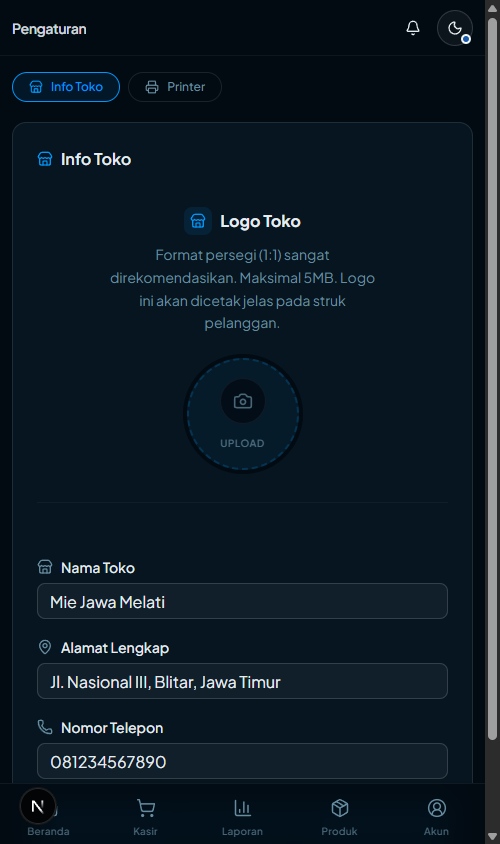 Pengaturan
Info Toko
Printer
Info Toko
Logo Toko
Format persegi (1:1) sangat
direkomendasikan. Maksimal 5MB. Logo
ini akan dicetak jelas pada struk
pelanggan.
UPLOAD
Nama Toko
Mie Jawa Melati
Alamat Lengkap
Jl. Nasional III, Blitar, Jawa Timur
Nomor Telepon
081234567890
N
Beranda
Kasir
Laporan
Produk
Akun